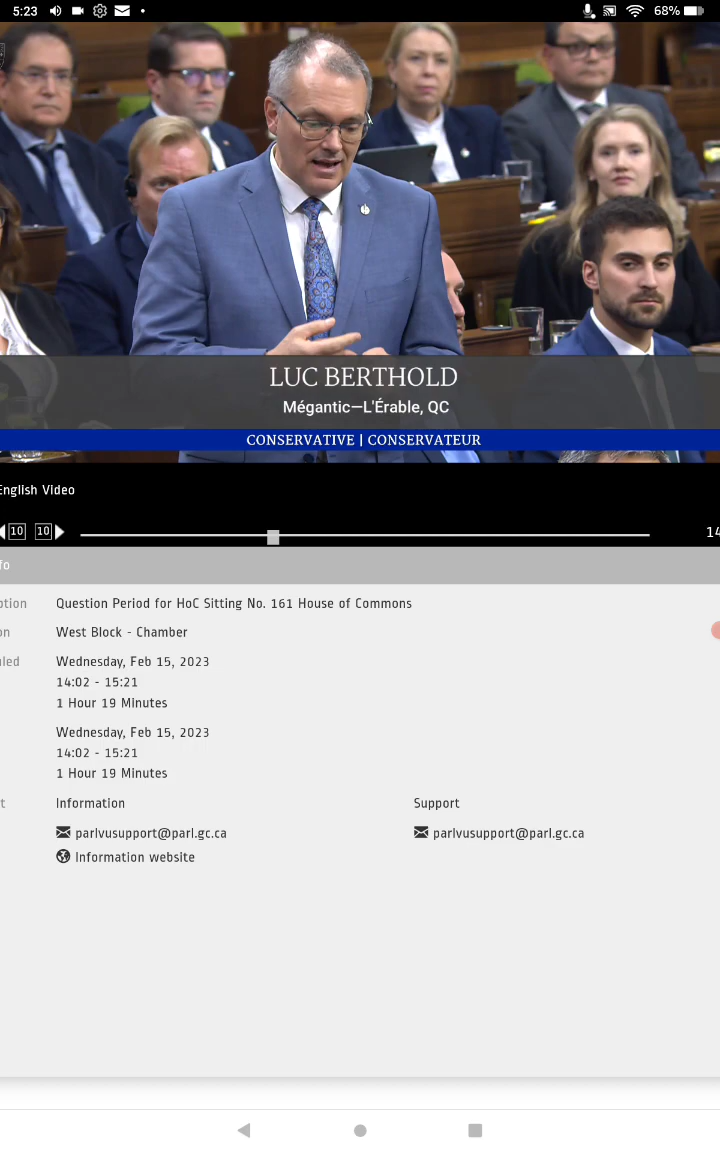 5:23
68%
LUC BERTHOLD
Mégantic—L'Érable, QC
CONSERVATIVE | CONSERVATEUR
English Video
10 10
14
fo
ption Question Period for HoC Sitting No. 161 House of Commons
on West Block - Chamber
uled Wednesday, Feb 15, 2023
14:02 - 15:21
1 Hour 19 Minutes
Wednesday, Feb 15, 2023
14:02 - 15:21
1 Hour 19 Minutes
t Information Support
parlvusupport@parl.gc.ca parlvusupport@parl.gc.ca
Information website